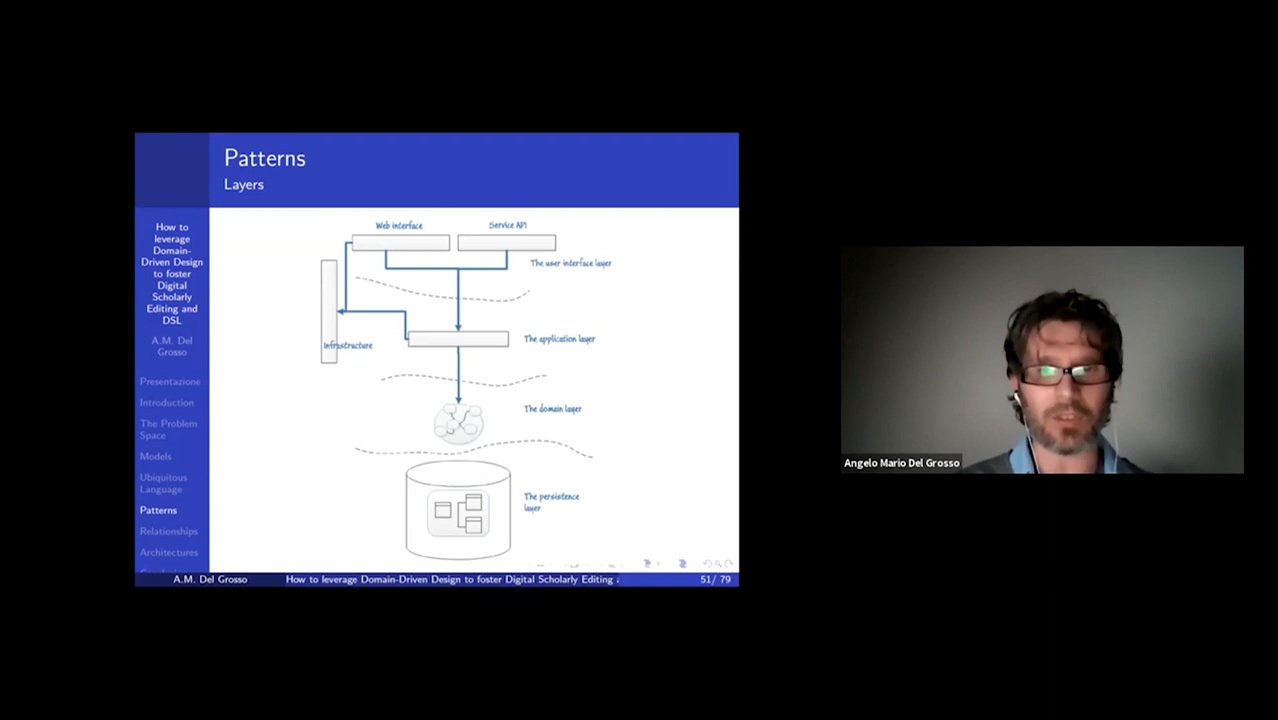 Patterns
Layers
How to
leverage
Domain-
Driven Design
to foster
Digital
Scholarly
Editing and
DSL
A.M. Del
Grosso
Presentazione
Introduction
The Problem
Space
Models
Ubiquitous
Language
Patterns
Relationships
Architectures
Web interface
Service API
The user interface layer
Infrastructure
The application layer
The domain layer
The persistence
layer
A.M. Del Grosso
How to leverage Domain-Driven Design to foster Digital Scholarly Editing
51/ 79
Angelo Mario Del Grosso